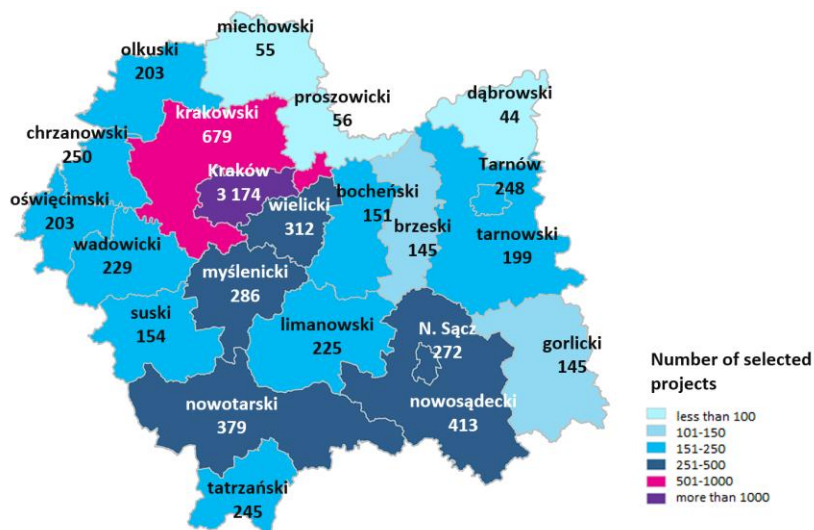 miechowski
55
olkuski
203
proszowicki
56
dąbrowski
44
krakowski
679
chrzanowski
250
Kraków
3 174
Tarnów
248
oświęcimski
203
wielicki
312
bocheński
151
brzeski
145
tarnowski
199
wadowicki
229
myślenicki
286
suski
154
limanowski
225
N. Sącz
272
gorlicki
145
nowotarski
379
nowosądecki
413
tatrzański
245
Number of selected
projects
less than 100
101-150
151-250
251-500
501-1000
more than 1000